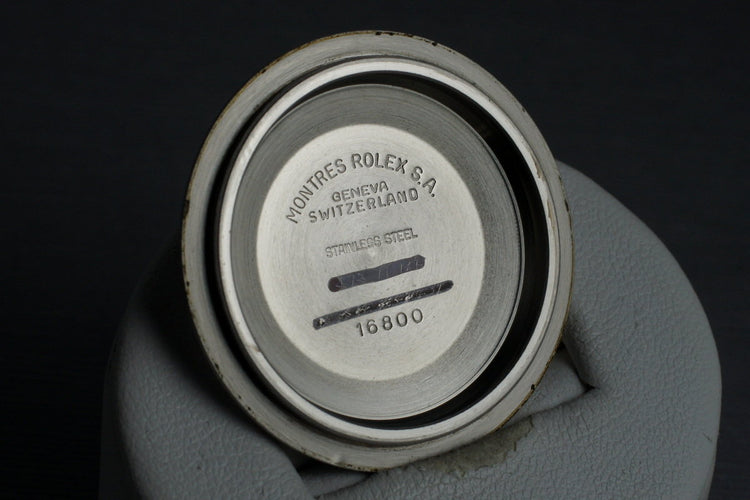 MONTRES ROLEX S.A.
GENEVA
SWITZERLAND
STAINLESS STEEL
16800